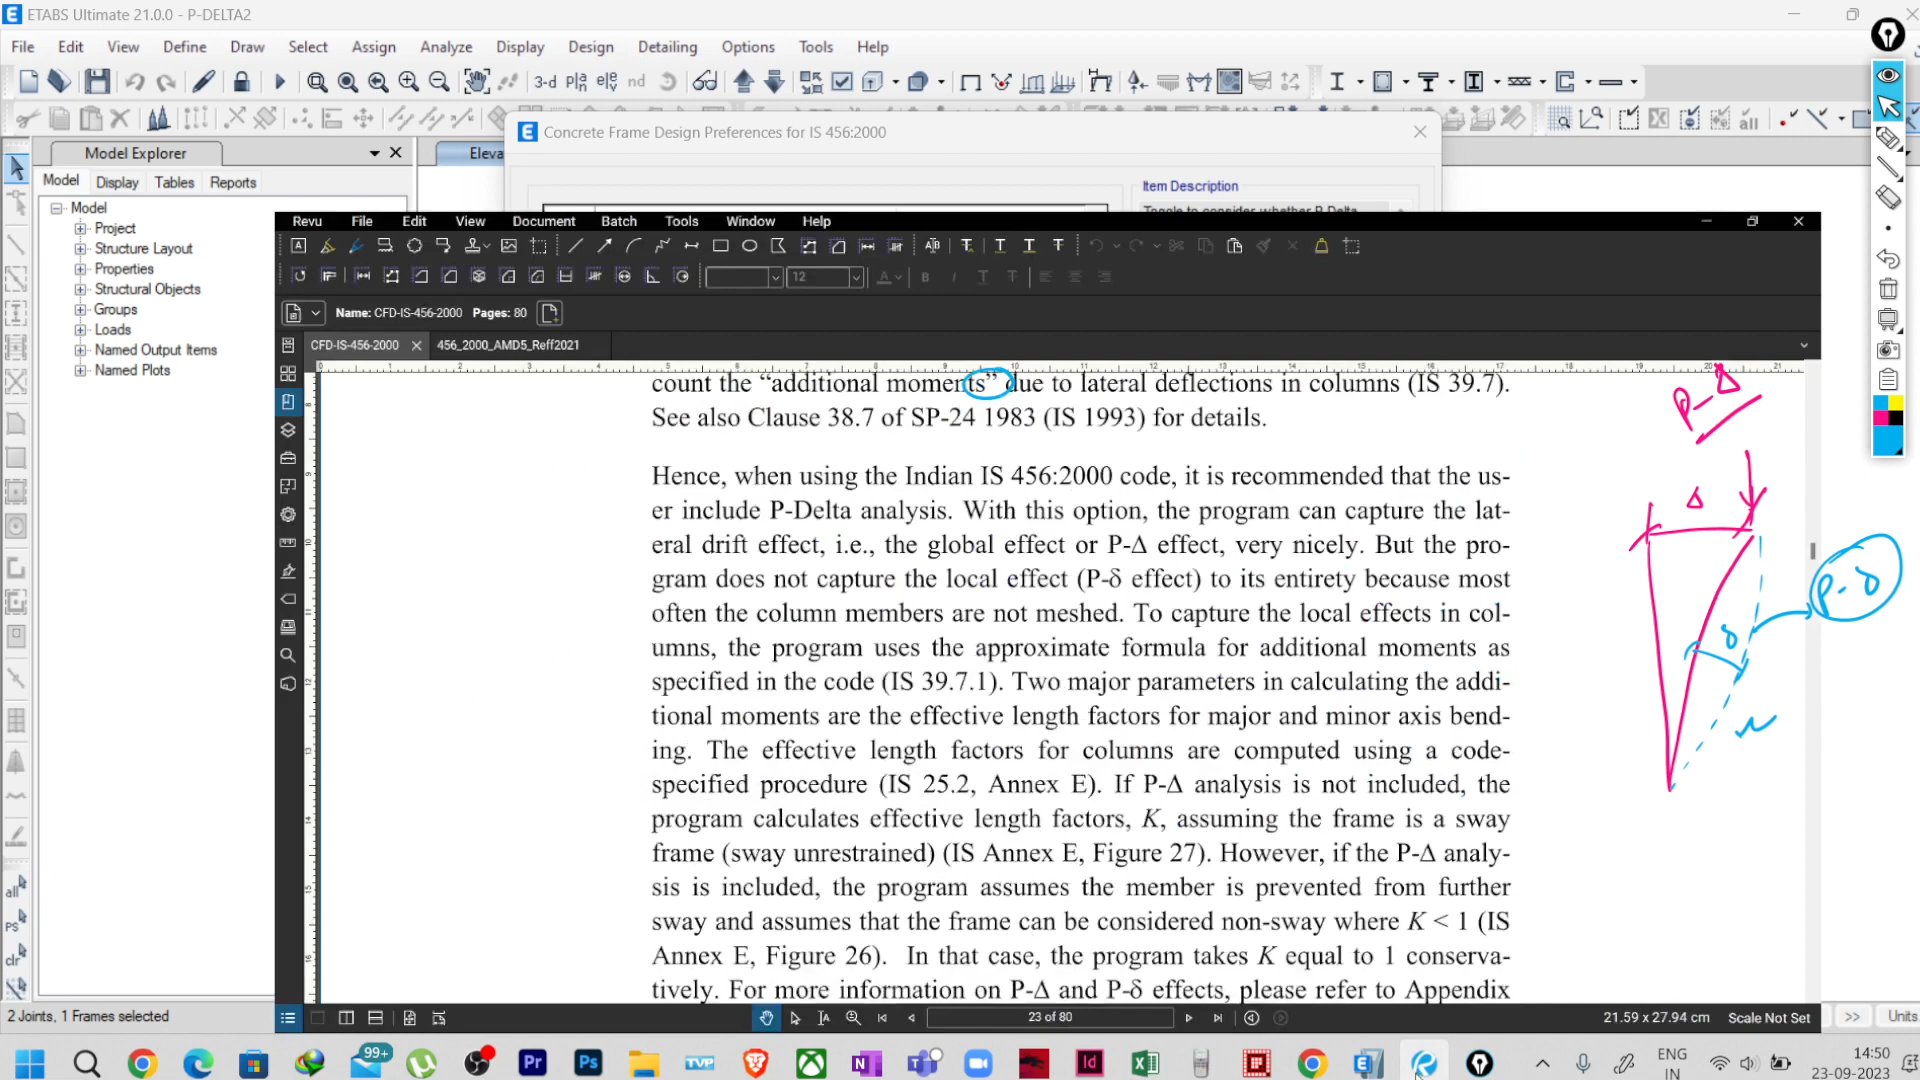 ETABS Ultimate 21.0.0 - P-DELTA2
File Edit View Define Draw Select Assign Analyze Display Design Detailing Options Tools Help
3-d
nd
all
Model Explorer
Eleva
Concrete Frame Design Preferences for IS 456:2000
Model Display Tables Reports
Item Description
Toggle to consider whether P-Delta
Model
Project
Structure Layout
Properties
Structural Objects
Groups
Loads
Named Output Items
Named Plots
Revu File Edit View Document Batch Tools Window Help
12
Name: CFD-IS-456-2000 Pages: 80
CFD-IS-456-2000 456_2000_AMD5_Reff2021
count the “additional moments” due to lateral deflections in columns (IS 39.7).
See also Clause 38.7 of SP-24 1983 (IS 1993) for details.
Hence, when using the Indian IS 456:2000 code, it is recommended that the us-
er include P-Delta analysis. With this option, the program can capture the lat-
eral drift effect, i.e., the global effect or P-Δ effect, very nicely. But the pro-
gram does not capture the local effect (P-δ effect) to its entirety because most
often the column members are not meshed. To capture the local effects in col-
umns, the program uses the approximate formula for additional moments as
specified in the code (IS 39.7.1). Two major parameters in calculating the addi-
tional moments are the effective length factors for major and minor axis bend-
ing. The effective length factors for columns are computed using a code-
specified procedure (IS 25.2, Annex E). If P-Δ analysis is not included, the
program calculates effective length factors, K, assuming the frame is a sway
frame (sway unrestrained) (IS Annex E, Figure 27). However, if the P-Δ analy-
sis is included, the program assumes the member is prevented from further
sway and assumes that the frame can be considered non-sway where K < 1 (IS
Annex E, Figure 26). In that case, the program takes K equal to 1 conserva-
tively. For more information on P-Δ and P-δ effects, please refer to Appendix
P-Δ
Δ
P-δ
δ
all
PS
clr
2 Joints, 1 Frames selected
23 of 80
21.59 x 27.94 cm Scale Not Set
>> Units
99+
ENG
IN
14:50
23-09-2023